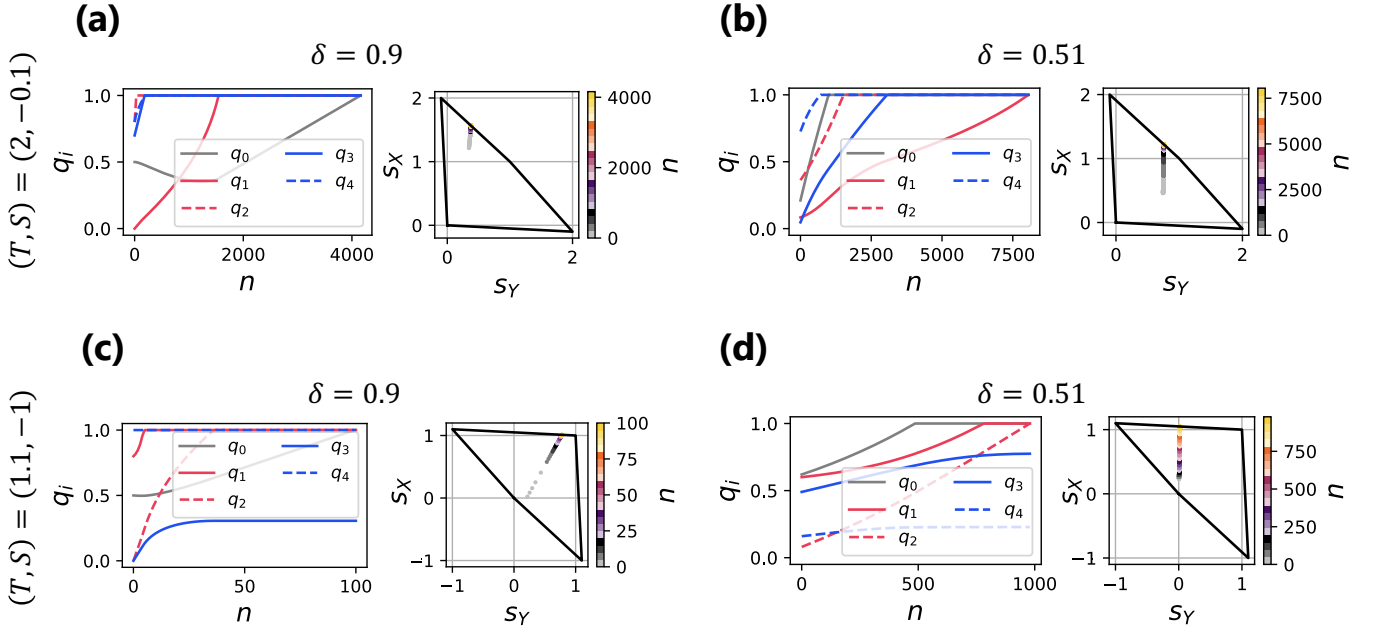 (a)
δ = 0.9
(T, S) = (2, −0.1)
q_i
1.0
0.5
0.0
q_0
q_1
q_2
q_3
q_4
0
2000
4000
n
s_X
2
1
0
0
2
s_Y
4000
2000
0
n
(b)
δ = 0.51
q_i
1.0
0.5
0.0
q_0
q_1
q_2
q_3
q_4
0
2500
5000
7500
n
s_X
2
1
0
0
2
s_Y
7500
5000
2500
0
n
(c)
δ = 0.9
(T, S) = (1.1, −1)
q_i
1.0
0.5
0.0
q_0
q_1
q_2
q_3
q_4
0
50
100
n
s_X
1
0
−1
−1
0
1
s_Y
100
75
50
25
0
n
(d)
δ = 0.51
q_i
1.0
0.5
0.0
q_0
q_1
q_2
q_3
q_4
0
500
1000
n
s_X
1
0
−1
−1
0
1
s_Y
750
500
250
0
n